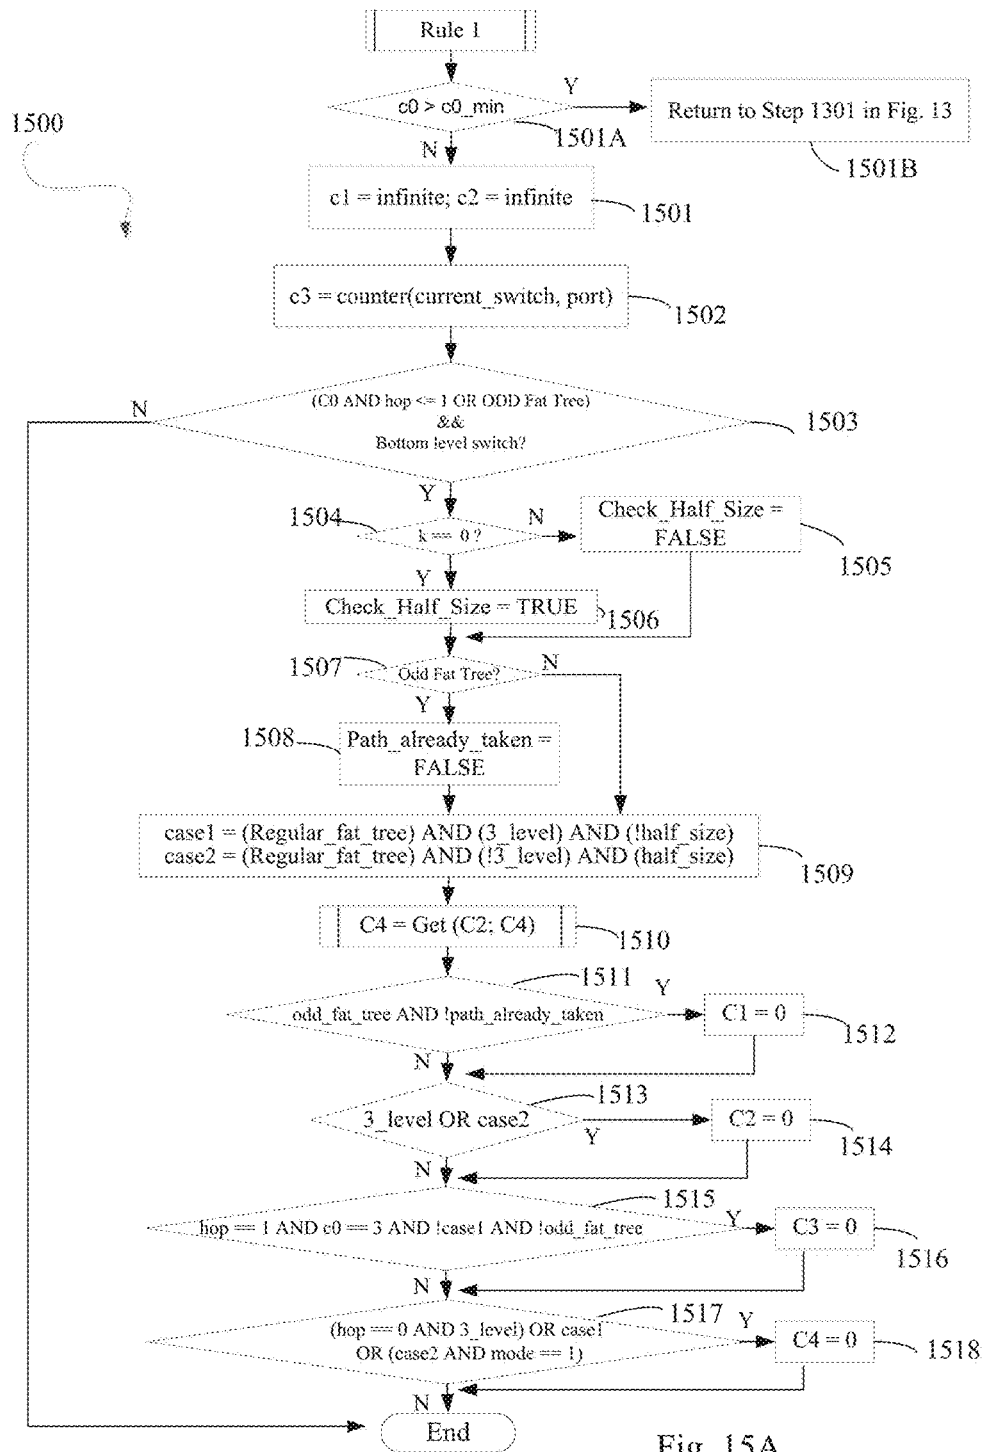 Rule 1
c0 > c0_min
Y
1501A
Return to Step 1301 in Fig. 13
1501B
1500
N
c1 = infinite; c2 = infinite
1501
c3 = counter(current_switch, port)
1502
N
(C0 AND hop <= 1 OR ODD Fat Tree)
&&
Bottom level switch?
1503
Y
1504
k == 0 ?
N
Check_Half_Size =
FALSE
1505
Y
Check_Half_Size = TRUE
1506
1507
Odd Fat Tree?
N
Y
1508
Path_already_taken =
FALSE
case1 = (Regular_fat_tree) AND (3_level) AND (!half_size)
case2 = (Regular_fat_tree) AND (!3_level) AND (half_size)
1509
C4 = Get (C2; C4)
1510
1511
odd_fat_tree AND !path_already_taken
Y
C1 = 0
1512
N
1513
3_level OR case2
Y
C2 = 0
1514
N
1515
hop == 1 AND c0 == 3 AND !case1 AND !odd_fat_tree
Y
C3 = 0
1516
N
1517
(hop == 0 AND 3_level) OR case1
OR (case2 AND mode == 1)
Y
C4 = 0
1518
N
End
Fig. 15A